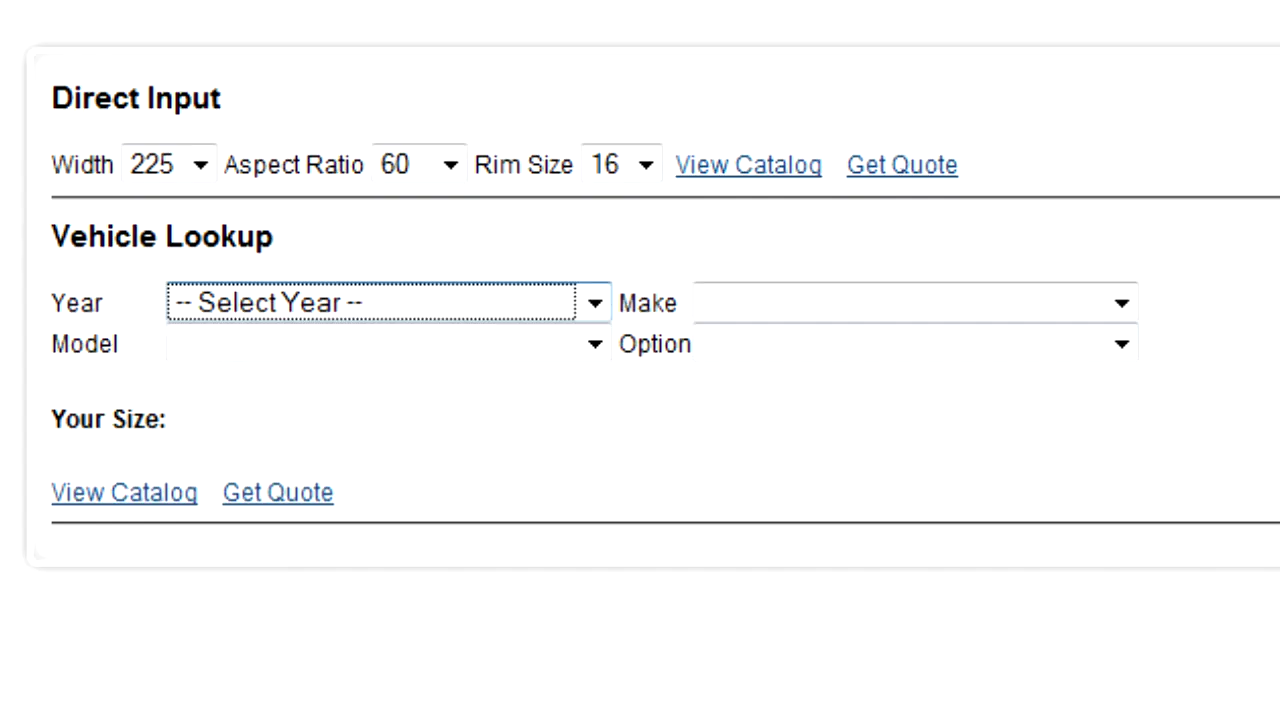 Direct Input
Width 225 Aspect Ratio 60 Rim Size 16 View Catalog Get Quote
Vehicle Lookup
Year -- Select Year -- Make
Model Option
Your Size:
View Catalog Get Quote